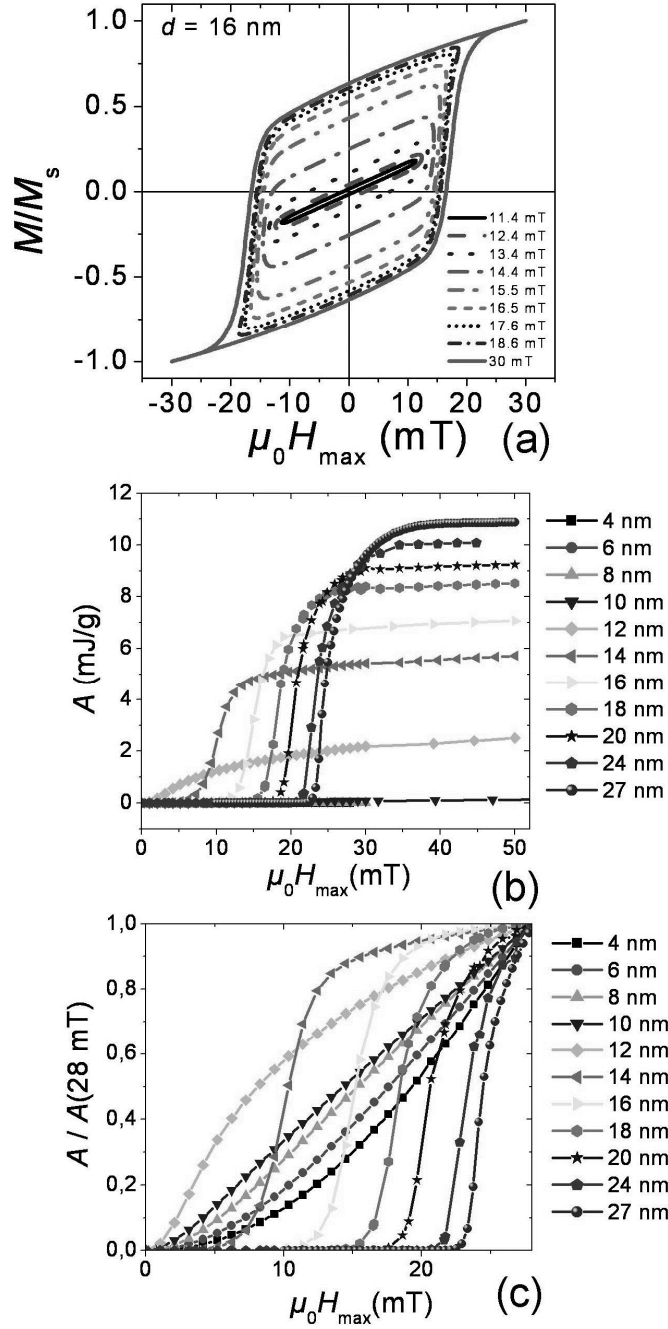 d = 16 nm
1.0
0.5
0.0
-0.5
-1.0
M/Ms
11.4 mT
12.4 mT
13.4 mT
14.4 mT
15.5 mT
16.5 mT
17.6 mT
18.6 mT
30 mT
-30 -20 -10 0 10 20 30
μ0Hmax (mT)
(a)
12
11
10
8
6
4
2
0
A (mJ/g)
4 nm
6 nm
8 nm
10 nm
12 nm
14 nm
16 nm
18 nm
20 nm
24 nm
27 nm
0 10 20 30 40 50
μ0Hmax(mT)
(b)
1,0
0,8
0,6
0,4
0,2
0,0
A / A(28 mT)
4 nm
6 nm
8 nm
10 nm
12 nm
14 nm
16 nm
18 nm
20 nm
24 nm
27 nm
0 10 20
μ0Hmax(mT)
(c)